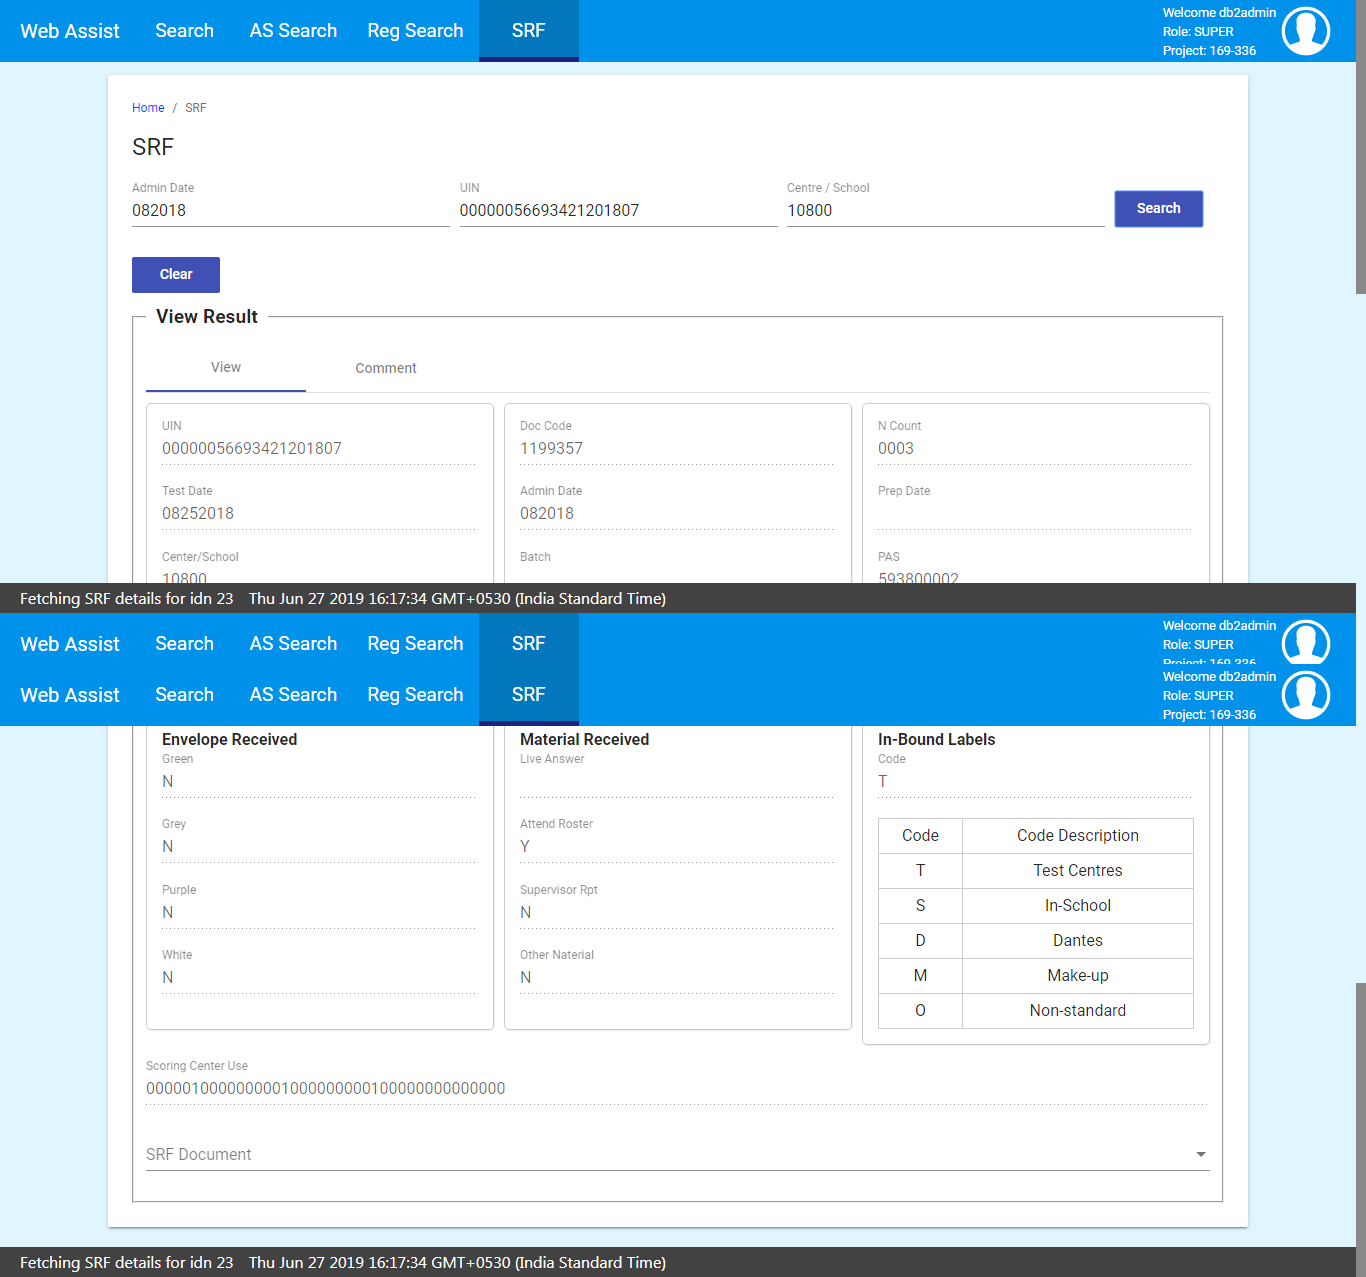 Web Assist Search AS Search Reg Search SRF
Welcome db2admin
Role: SUPER
Project: 169-336
Home / SRF
SRF
Admin Date UIN Centre / School
082018 00000056693421201807 10800 Search
Clear
View Result
View Comment
UIN Doc Code N Count
00000056693421201807 1199357 0003
Test Date Admin Date Prep Date
08252018 082018
Center/School Batch PAS
10800 593800002
Fetching SRF details for idn 23 Thu Jun 27 2019 16:17:34 GMT+0530 (India Standard Time)
Web Assist Search AS Search Reg Search SRF
Welcome db2admin
Role: SUPER
Project: 169-336
Web Assist Search AS Search Reg Search SRF
Welcome db2admin
Role: SUPER
Project: 169-336
Envelope Received Material Received In-Bound Labels
Green Live Answer Code
N T
Grey Attend Roster
N Y
Code Code Description
T Test Centres
Purple Supervisor Rpt
N N
S In-School
D Dantes
White Other Naterial
N N
M Make-up
O Non-standard
Scoring Center Use
0000010000000001000000000100000000000000
SRF Document
Fetching SRF details for idn 23 Thu Jun 27 2019 16:17:34 GMT+0530 (India Standard Time)